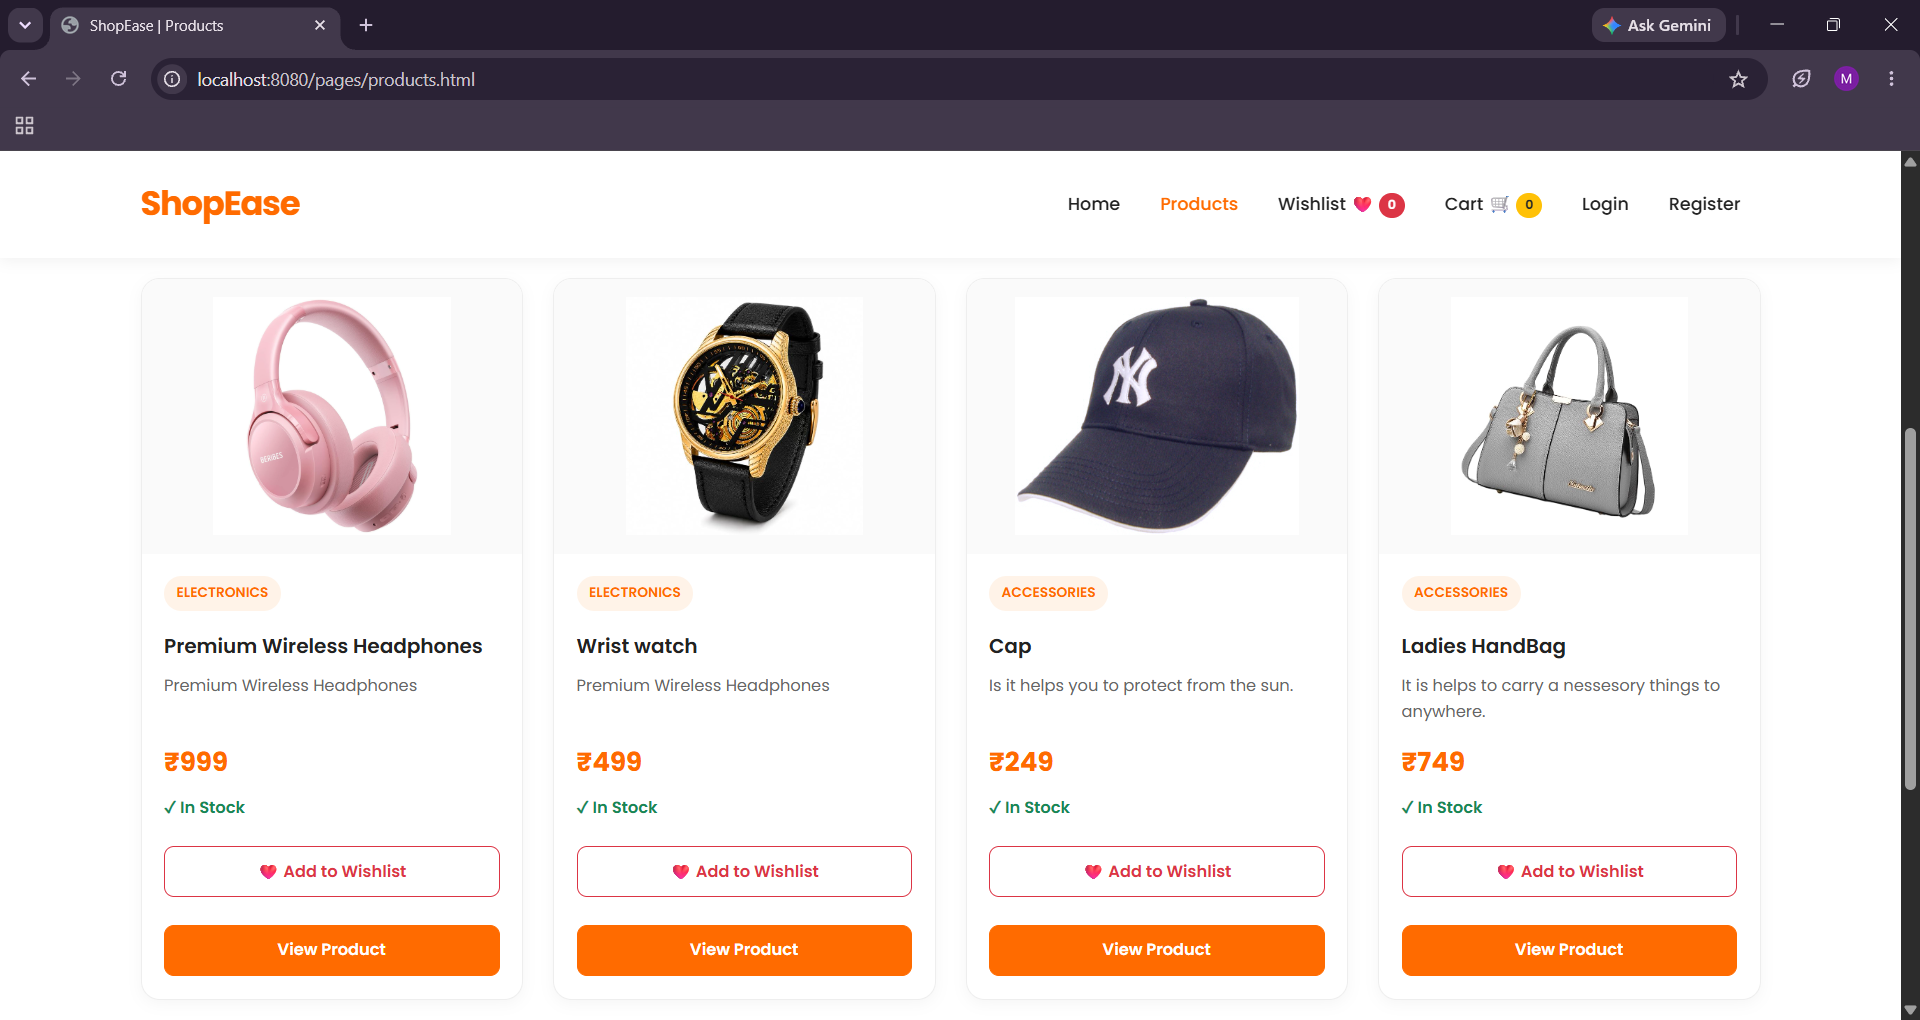 ShopEase | Products
Ask Gemini
localhost:8080/pages/products.html
M
ShopEase
Home
Products
Wishlist 0
Cart 0
Login
Register
BERIBES
NY
ELECTRONICS
Premium Wireless Headphones
Premium Wireless Headphones
₹999
✓ In Stock
Add to Wishlist
View Product
ELECTRONICS
Wrist watch
Premium Wireless Headphones
₹499
✓ In Stock
Add to Wishlist
View Product
ACCESSORIES
Cap
Is it helps you to protect from the sun.
₹249
✓ In Stock
Add to Wishlist
View Product
ACCESSORIES
Ladies HandBag
It is helps to carry a nessesory things to
anywhere.
₹749
✓ In Stock
Add to Wishlist
View Product